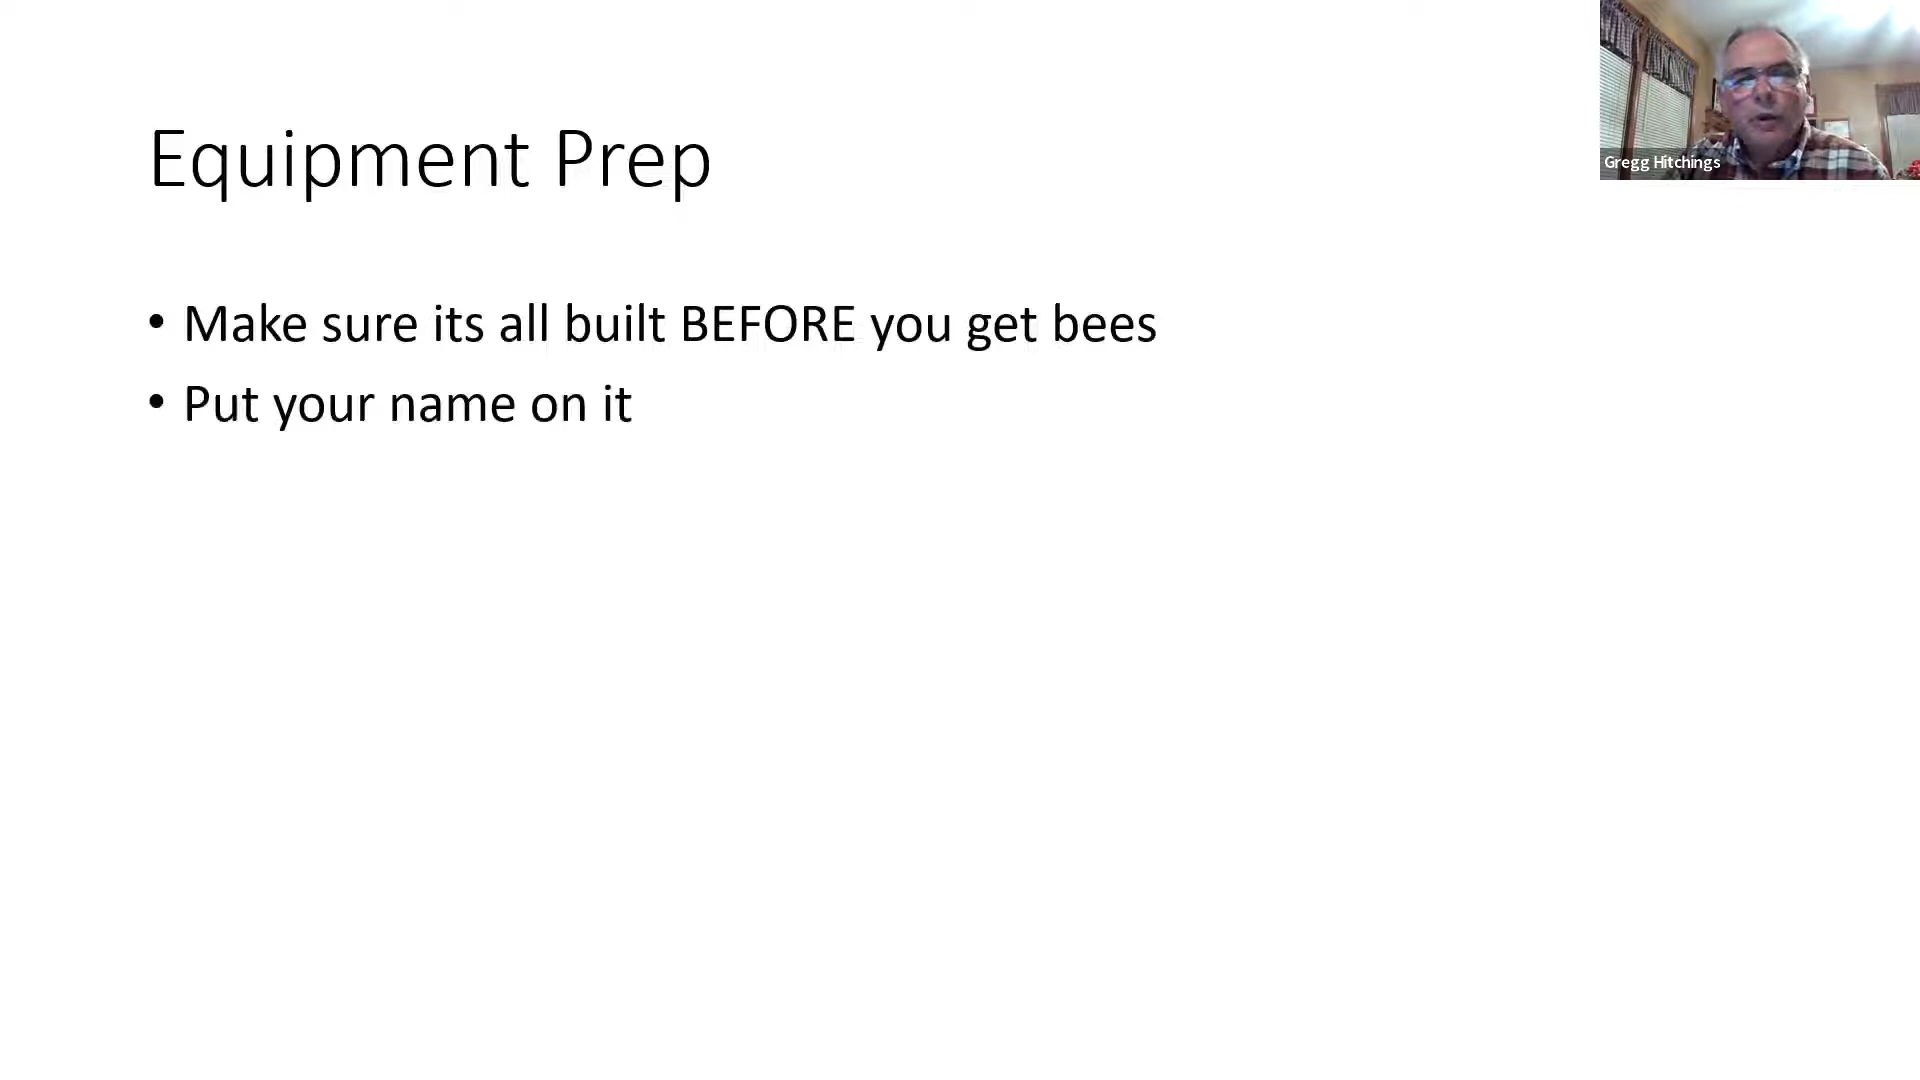 Equipment Prep
Gregg Hitchings
• Make sure its all built BEFORE you get bees
• Put your name on it